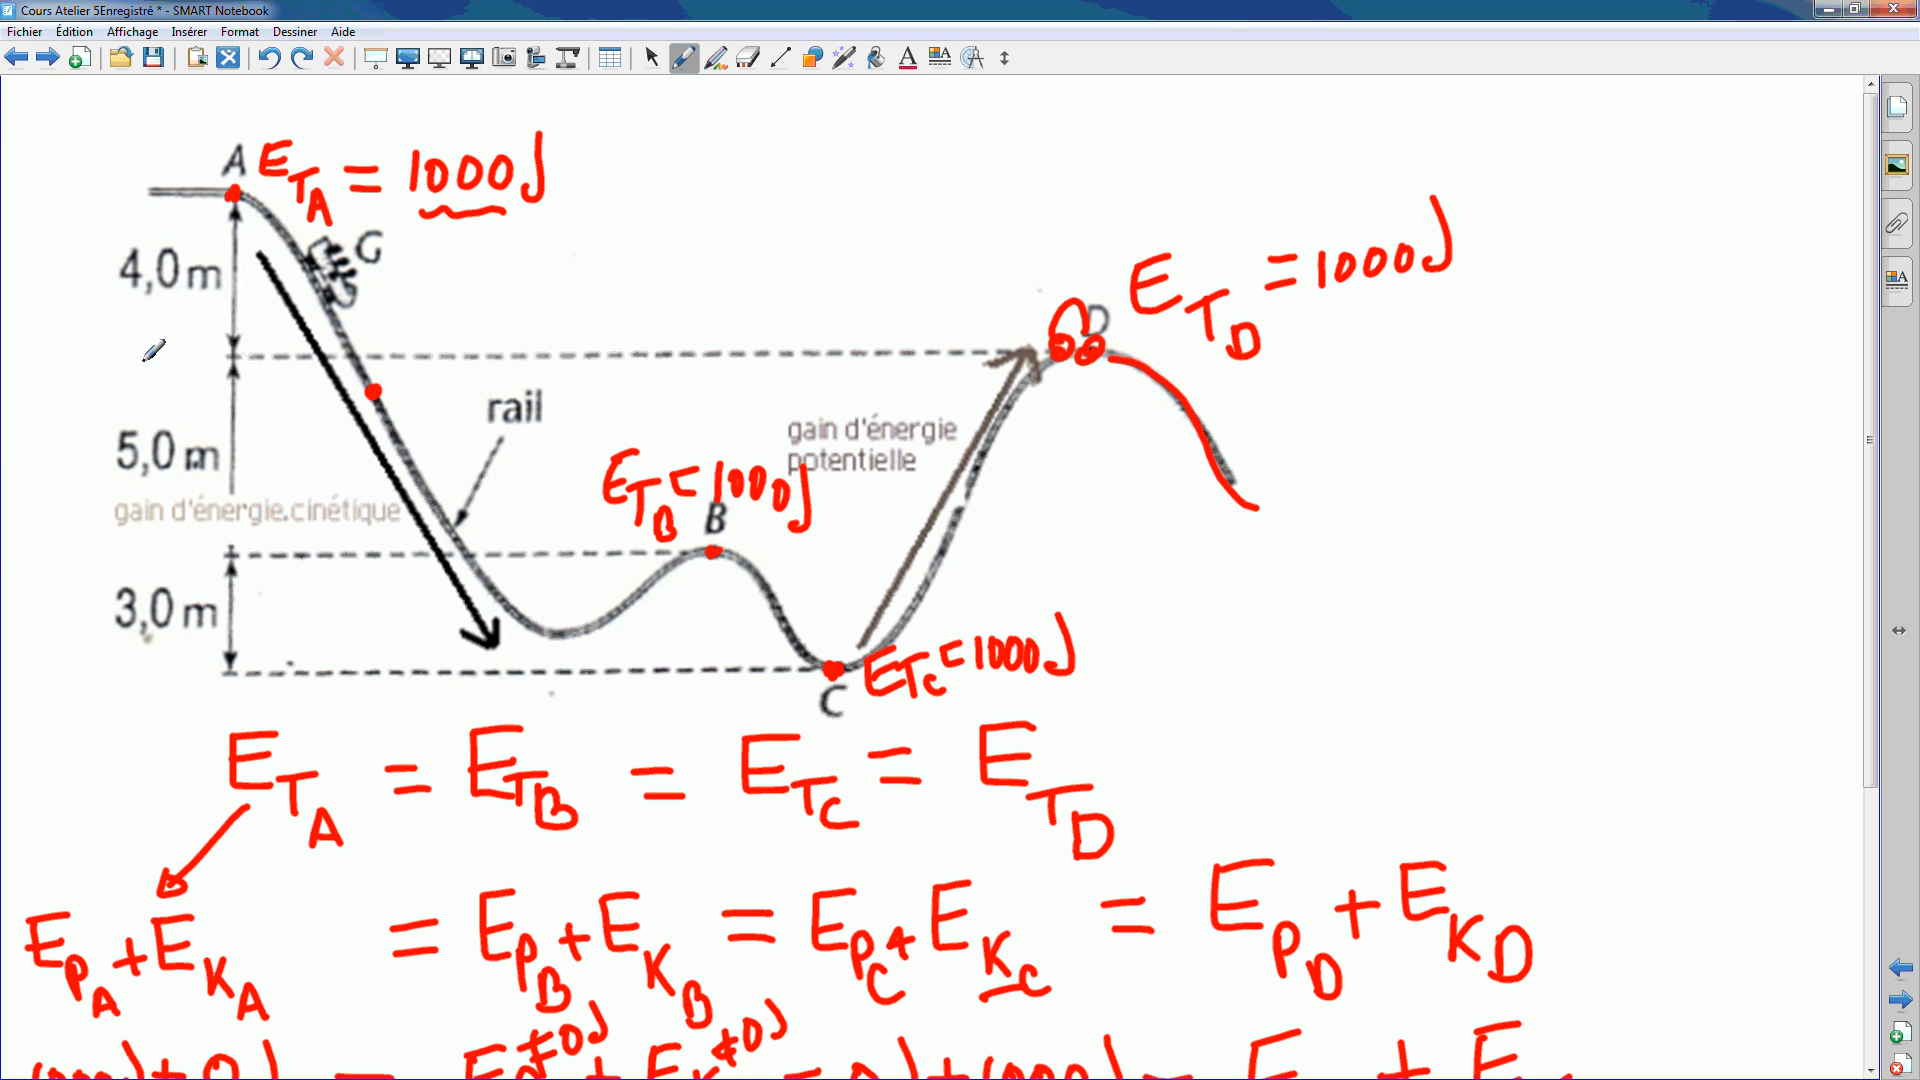 Cours Atelier 5Enregistré * - SMART Notebook
Fichier Édition Affichage Insérer Format Dessiner Aide
A E_TA = 1000J
G
4,0 m
D E_TD = 1000J
rail
gain d'énergie
potentielle
5,0 m
E_TB = 1000J
B
gain d'énergie.cinétique
3,0 m
E_TC = 1000J
C
E_TA = E_TB = E_TC = E_TD
E_PA + E_KA = E_PB + E_KB = E_PC + E_KC = E_PD + E_KD